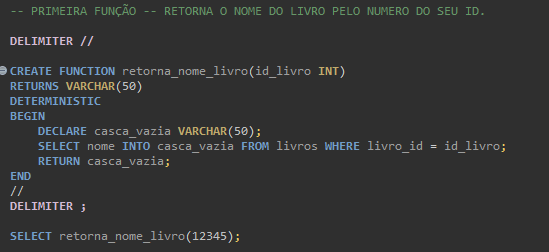 -- PRIMEIRA FUNÇÃO -- RETORNA O NOME DO LIVRO PELO NUMERO DO SEU ID.
DELIMITER //
CREATE FUNCTION retorna_nome_livro(id_livro INT)
RETURNS VARCHAR(50)
DETERMINISTIC
BEGIN
DECLARE casca_vazia VARCHAR(50);
SELECT nome INTO casca_vazia FROM livros WHERE livro_id = id_livro;
RETURN casca_vazia;
END
//
DELIMITER ;
SELECT retorna_nome_livro(12345);